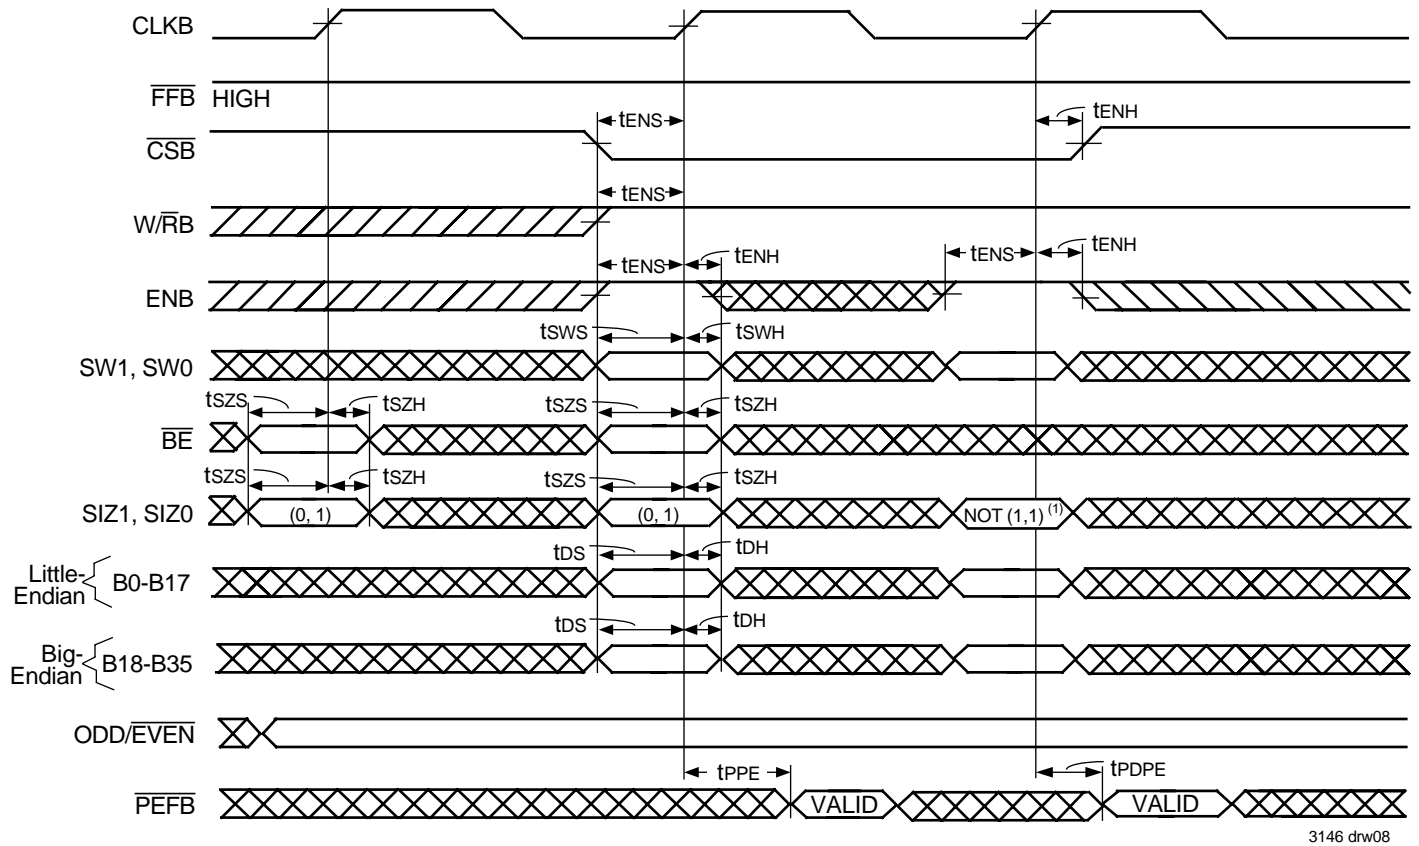 CLKB
FFB HIGH
tENS tENH
CSB
tENS
W/RB
tENS tENH tENS tENH
ENB
tSWS tSWH
SW1, SW0
tSZS tSZH tSZS tSZH
BE
tSZS tSZH tSZS tSZH
SIZ1, SIZ0 (0, 1) (0, 1) NOT (1,1) (1)
tDS tDH
Little-Endian B0-B17
tDS tDH
Big-Endian B18-B35
ODD/EVEN
tPPE tPDPE
PEFB VALID VALID
3146 drw08